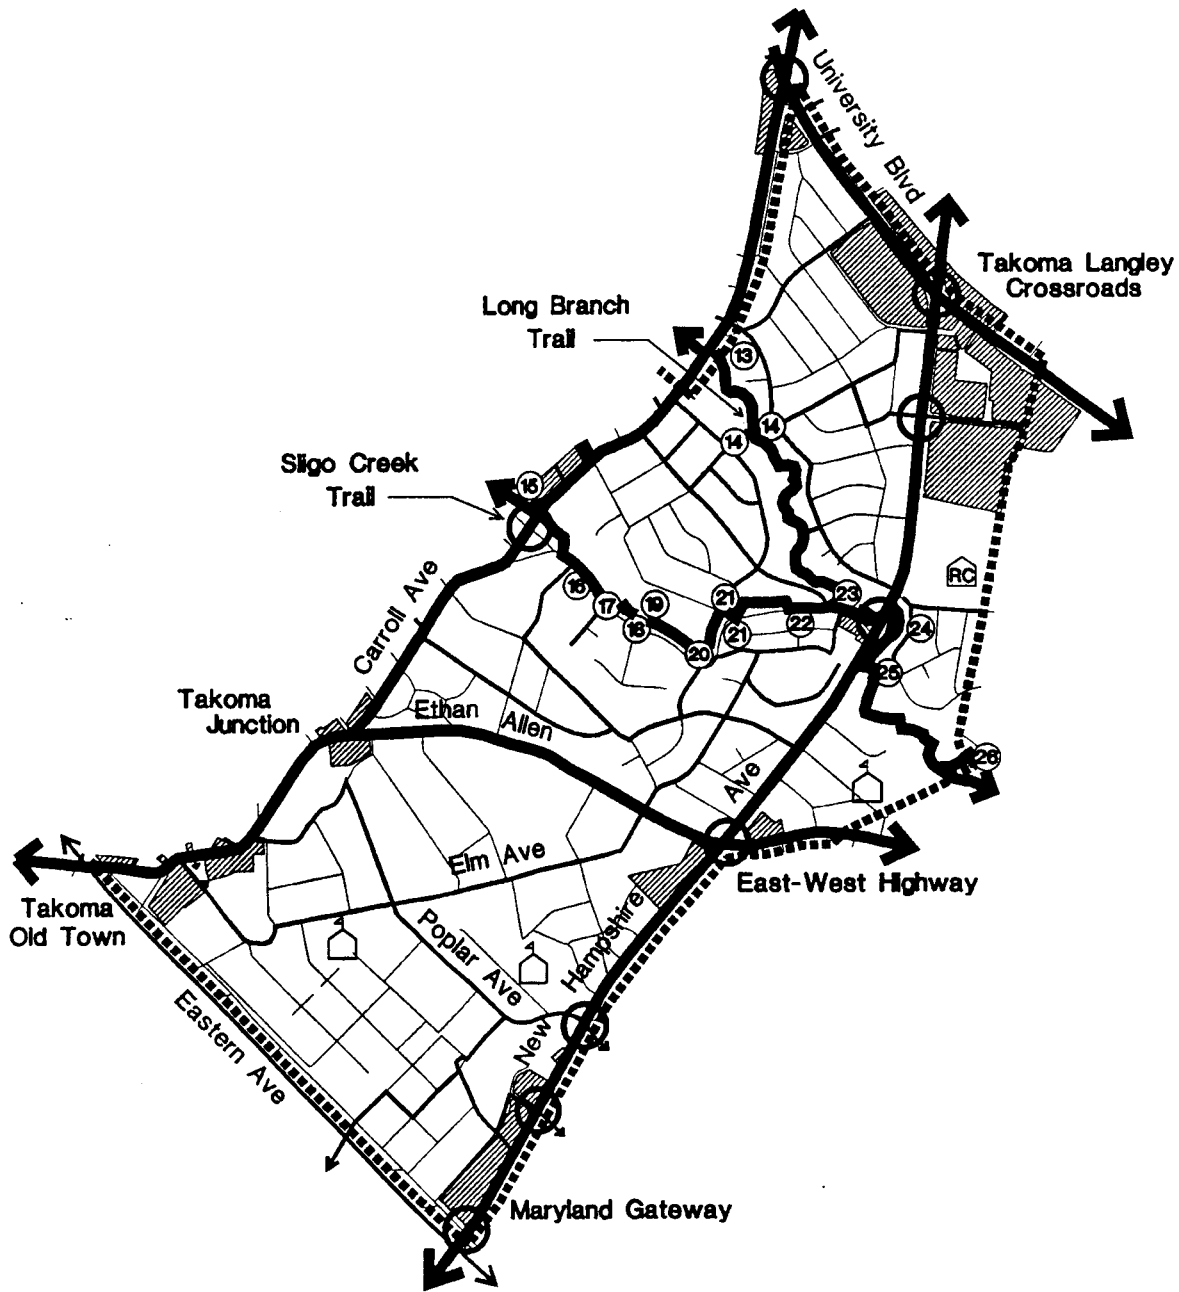 University Blvd
Takoma Langley
Crossroads
Long Branch
Trail
13
14
14
Sligo Creek
Trail
15
RC
Carroll Ave
16
17
18
19
20
21
21
22
23
24
25
26
Takoma
Junction
Ethan Allen
Ave
Elm Ave
East-West Highway
Takoma
Old Town
Poplar Ave
New Hampshire
Eastern Ave
Maryland Gateway